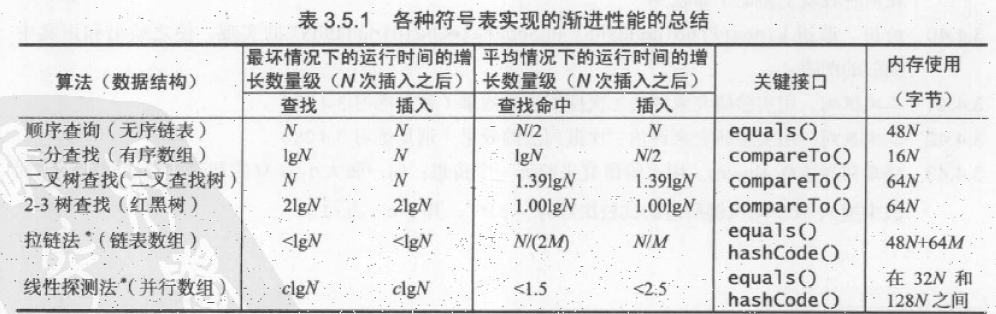 表 3.5.1 各种符号表实现的渐进性能的总结
算法（数据结构） 最坏情况下的运行时间的增长数量级（N 次插入之后） 平均情况下的运行时间的增长数量级（N 次插入之后） 关键接口 内存使用（字节）
查找 插入 查找命中 插入
顺序查询（无序链表） N N N/2 N equals() 48N
二分查找（有序数组） lgN N lgN N/2 compareTo() 16N
二叉树查找（二叉查找树） N N 1.39lgN 1.39lgN compareTo() 64N
2-3 树查找（红黑树） 2lgN 2lgN 1.00lgN 1.00lgN compareTo() 64N
拉链法*（链表数组） <lgN <lgN N/(2M) N/M equals() hashCode() 48N+64M
线性探测法*（并行数组） clgN clgN <1.5 <2.5 equals() hashCode() 在 32N 和 128N 之间